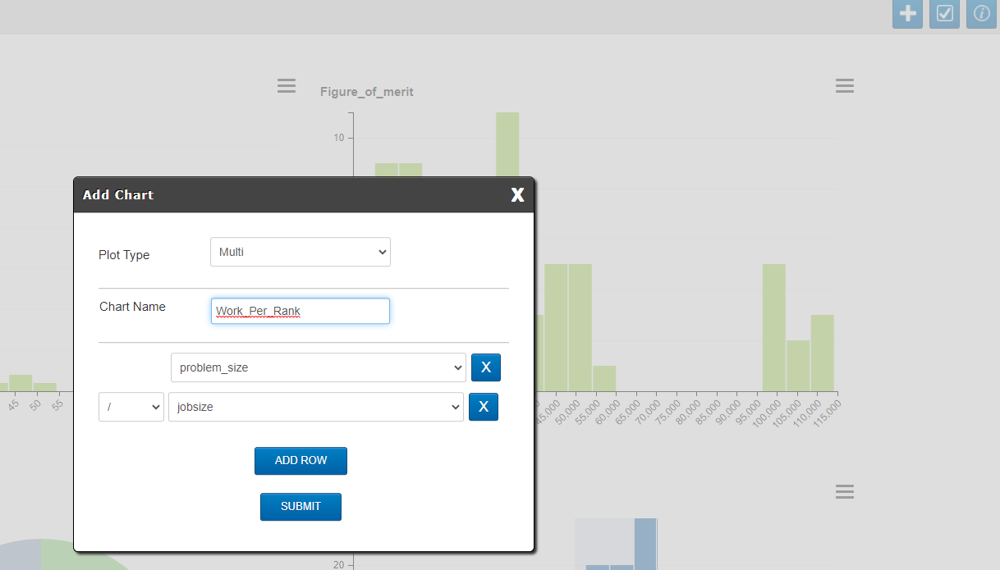 Figure_of_merit
10
Add Chart
X
Plot Type
Multi
Chart Name
Work_Per_Rank
problem_size
X
/
jobsize
X
ADD ROW
SUBMIT
45
50
55
45,000
50,000
55,000
60,000
65,000
70,000
75,000
80,000
85,000
90,000
95,000
100,000
105,000
110,000
115,000
20